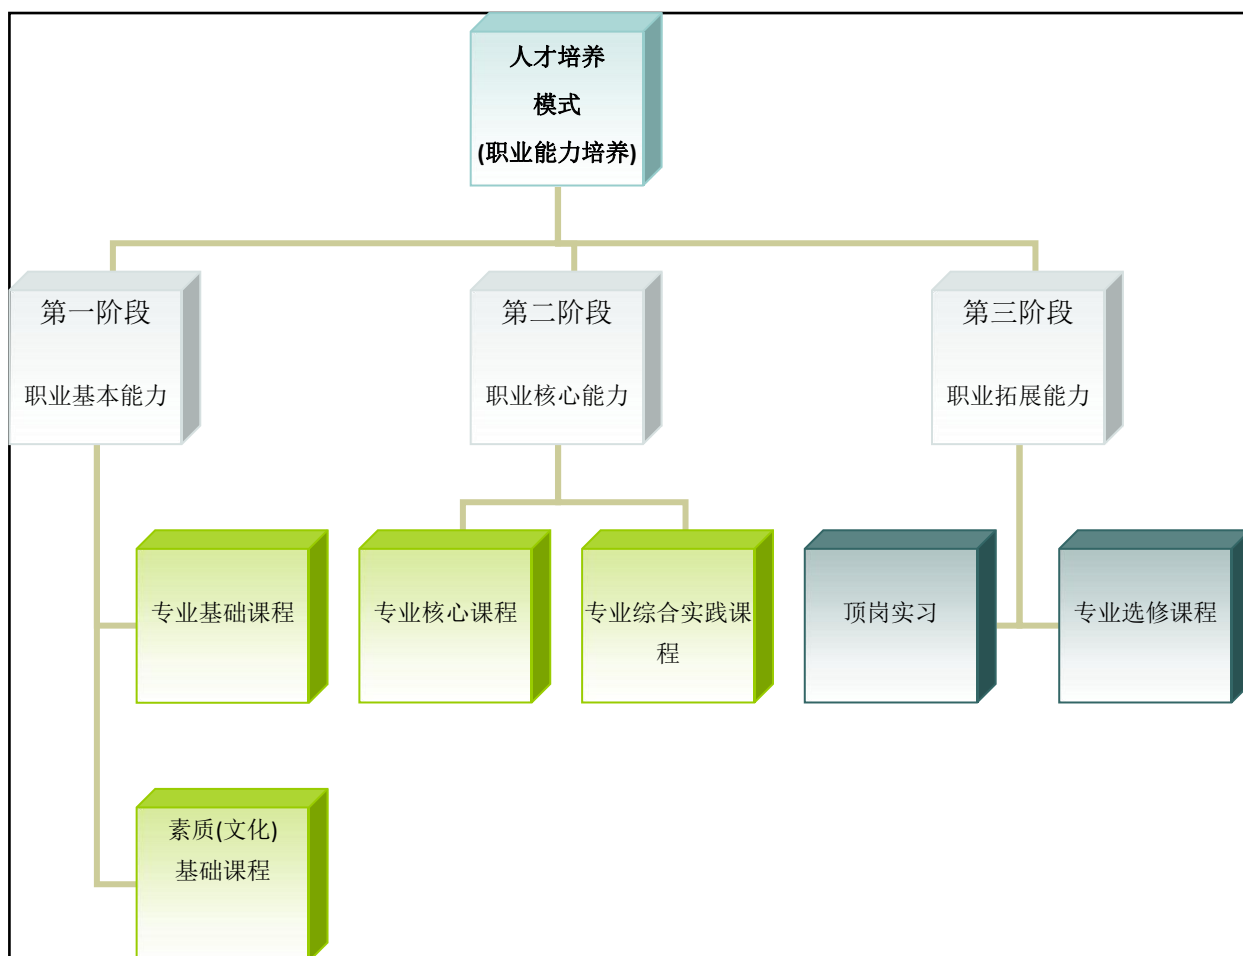 人才培养
模式
(职业能力培养)
第一阶段
职业基本能力
第二阶段
职业核心能力
第三阶段
职业拓展能力
专业基础课程
专业核心课程
专业综合实践课
程
顶岗实习
专业选修课程
素质(文化)
基础课程